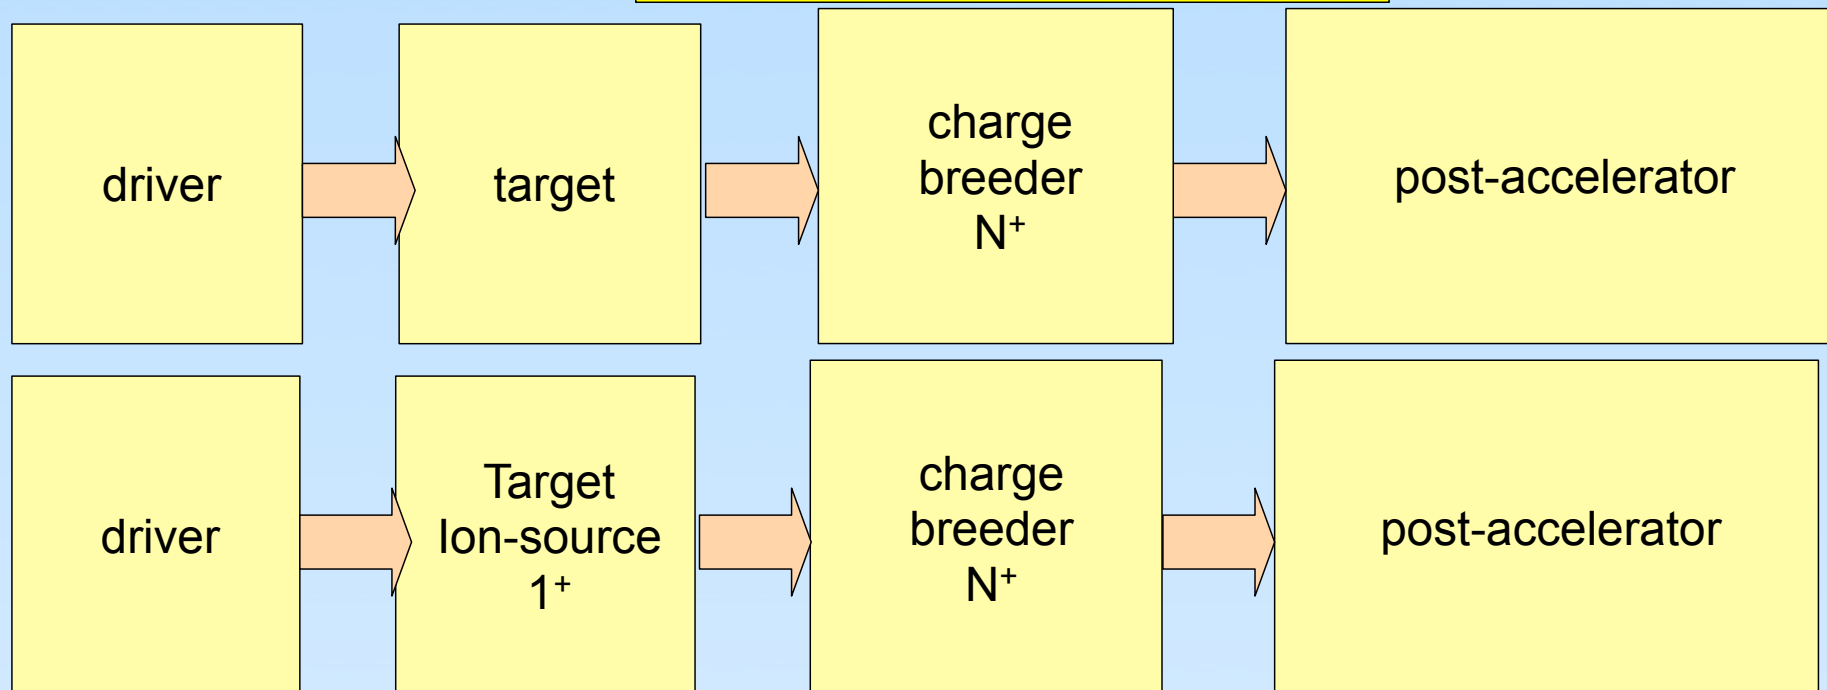 driver
target
charge
breeder
N⁺
post-accelerator
driver
Target
Ion-source
1⁺
charge
breeder
N⁺
post-accelerator